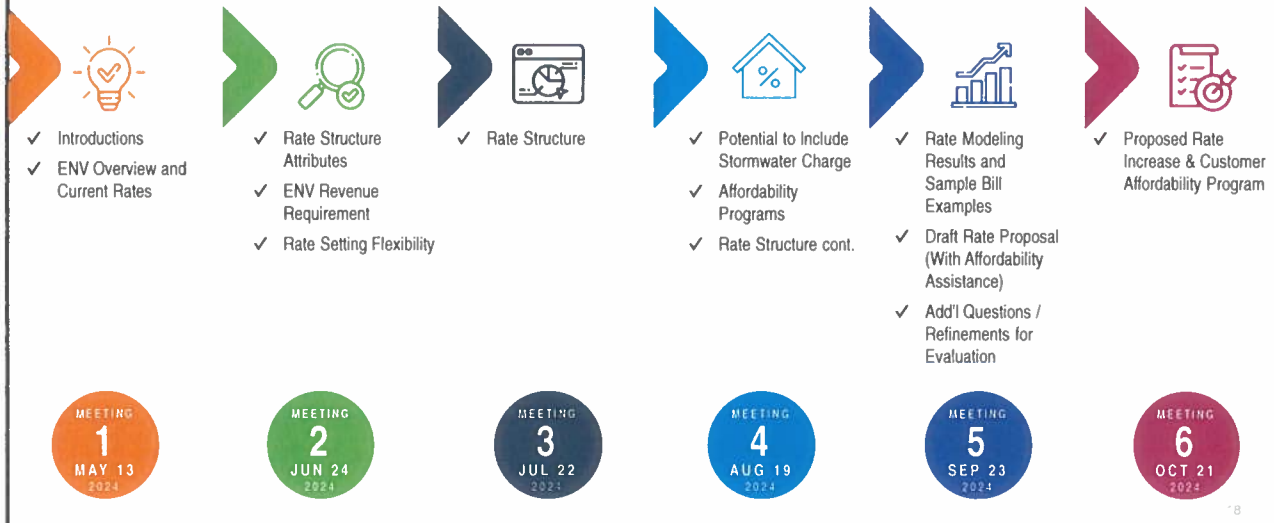 ✓ Introductions
✓ ENV Overview and
Current Rates
✓ Rate Structure
Attributes
✓ ENV Revenue
Requirement
✓ Rate Setting Flexibility
✓ Rate Structure
%
✓ Potential to Include
Stormwater Charge
✓ Affordability
Programs
✓ Rate Structure cont.
✓ Rate Modeling
Results and
Sample Bill
Examples
✓ Draft Rate Proposal
(With Affordability
Assistance)
✓ Add'l Questions /
Refinements for
Evaluation
✓ Proposed Rate
Increase & Customer
Affordability Program
MEETING
1
MAY 13
2024
MEETING
2
JUN 24
2024
MEETING
3
JUL 22
2024
MEETING
4
AUG 19
2024
MEETING
5
SEP 23
2024
MEETING
6
OCT 21
2024